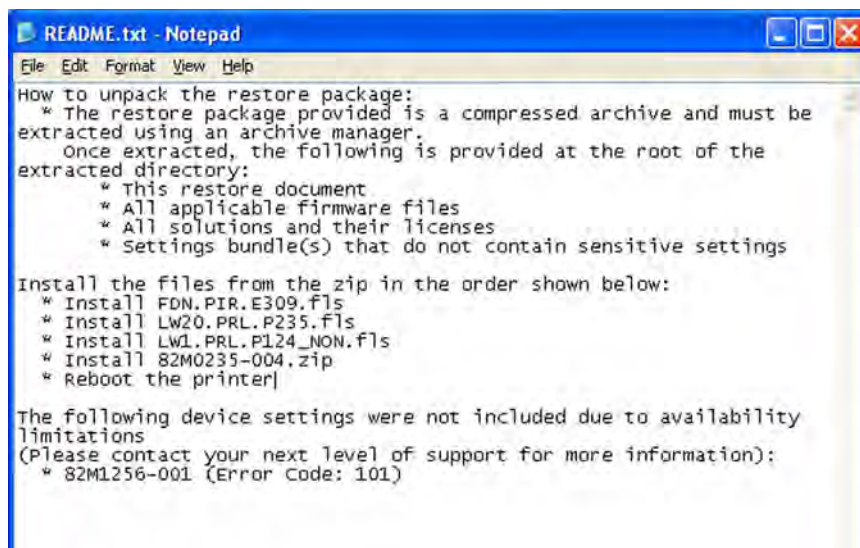 README.txt - Notepad
File Edit Format View Help
How to unpack the restore package:
* The restore package provided is a compressed archive and must be
extracted using an archive manager.
Once extracted, the following is provided at the root of the
extracted directory:
* This restore document
* All applicable firmware files
* All solutions and their licenses
* Settings bundle(s) that do not contain sensitive settings
Install the files from the zip in the order shown below:
* Install FDN.PIR.E309.fls
* Install LW20.PRL.P235.fls
* Install LW1.PRL.P124_NON.fls
* Install 82M0235-004.zip
* Reboot the printer
The following device settings were not included due to availability
limitations
(Please contact your next level of support for more information):
* 82M1256-001 (Error Code: 101)